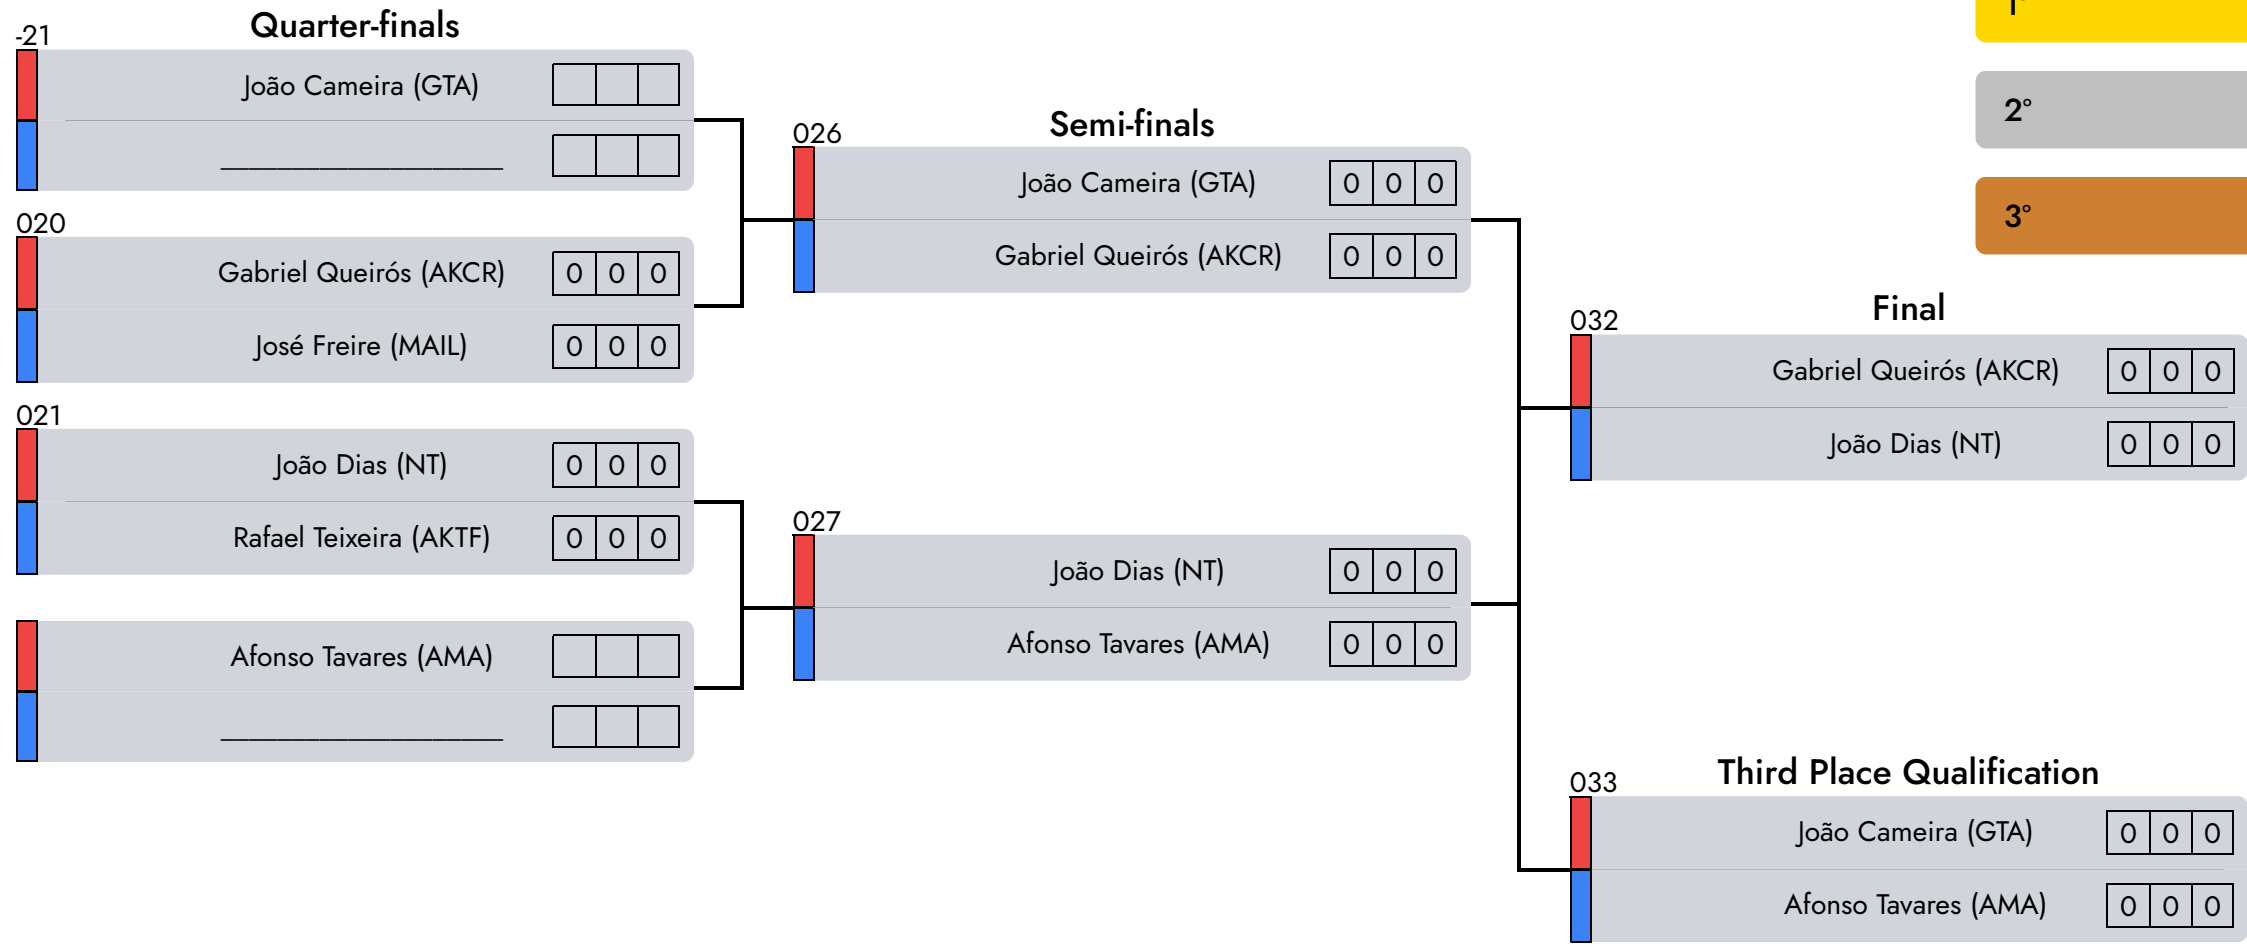 Quarter-finals
-21
João Cameira (GTA)
____________________
020
Gabriel Queirós (AKCR) 0 0 0
José Freire (MAIL) 0 0 0
021
João Dias (NT) 0 0 0
Rafael Teixeira (AKTF) 0 0 0
Afonso Tavares (AMA)
____________________
Semi-finals
026
João Cameira (GTA) 0 0 0
Gabriel Queirós (AKCR) 0 0 0
027
João Dias (NT) 0 0 0
Afonso Tavares (AMA) 0 0 0
1°
2°
3°
Final
032
Gabriel Queirós (AKCR) 0 0 0
João Dias (NT) 0 0 0
Third Place Qualification
033
João Cameira (GTA) 0 0 0
Afonso Tavares (AMA) 0 0 0